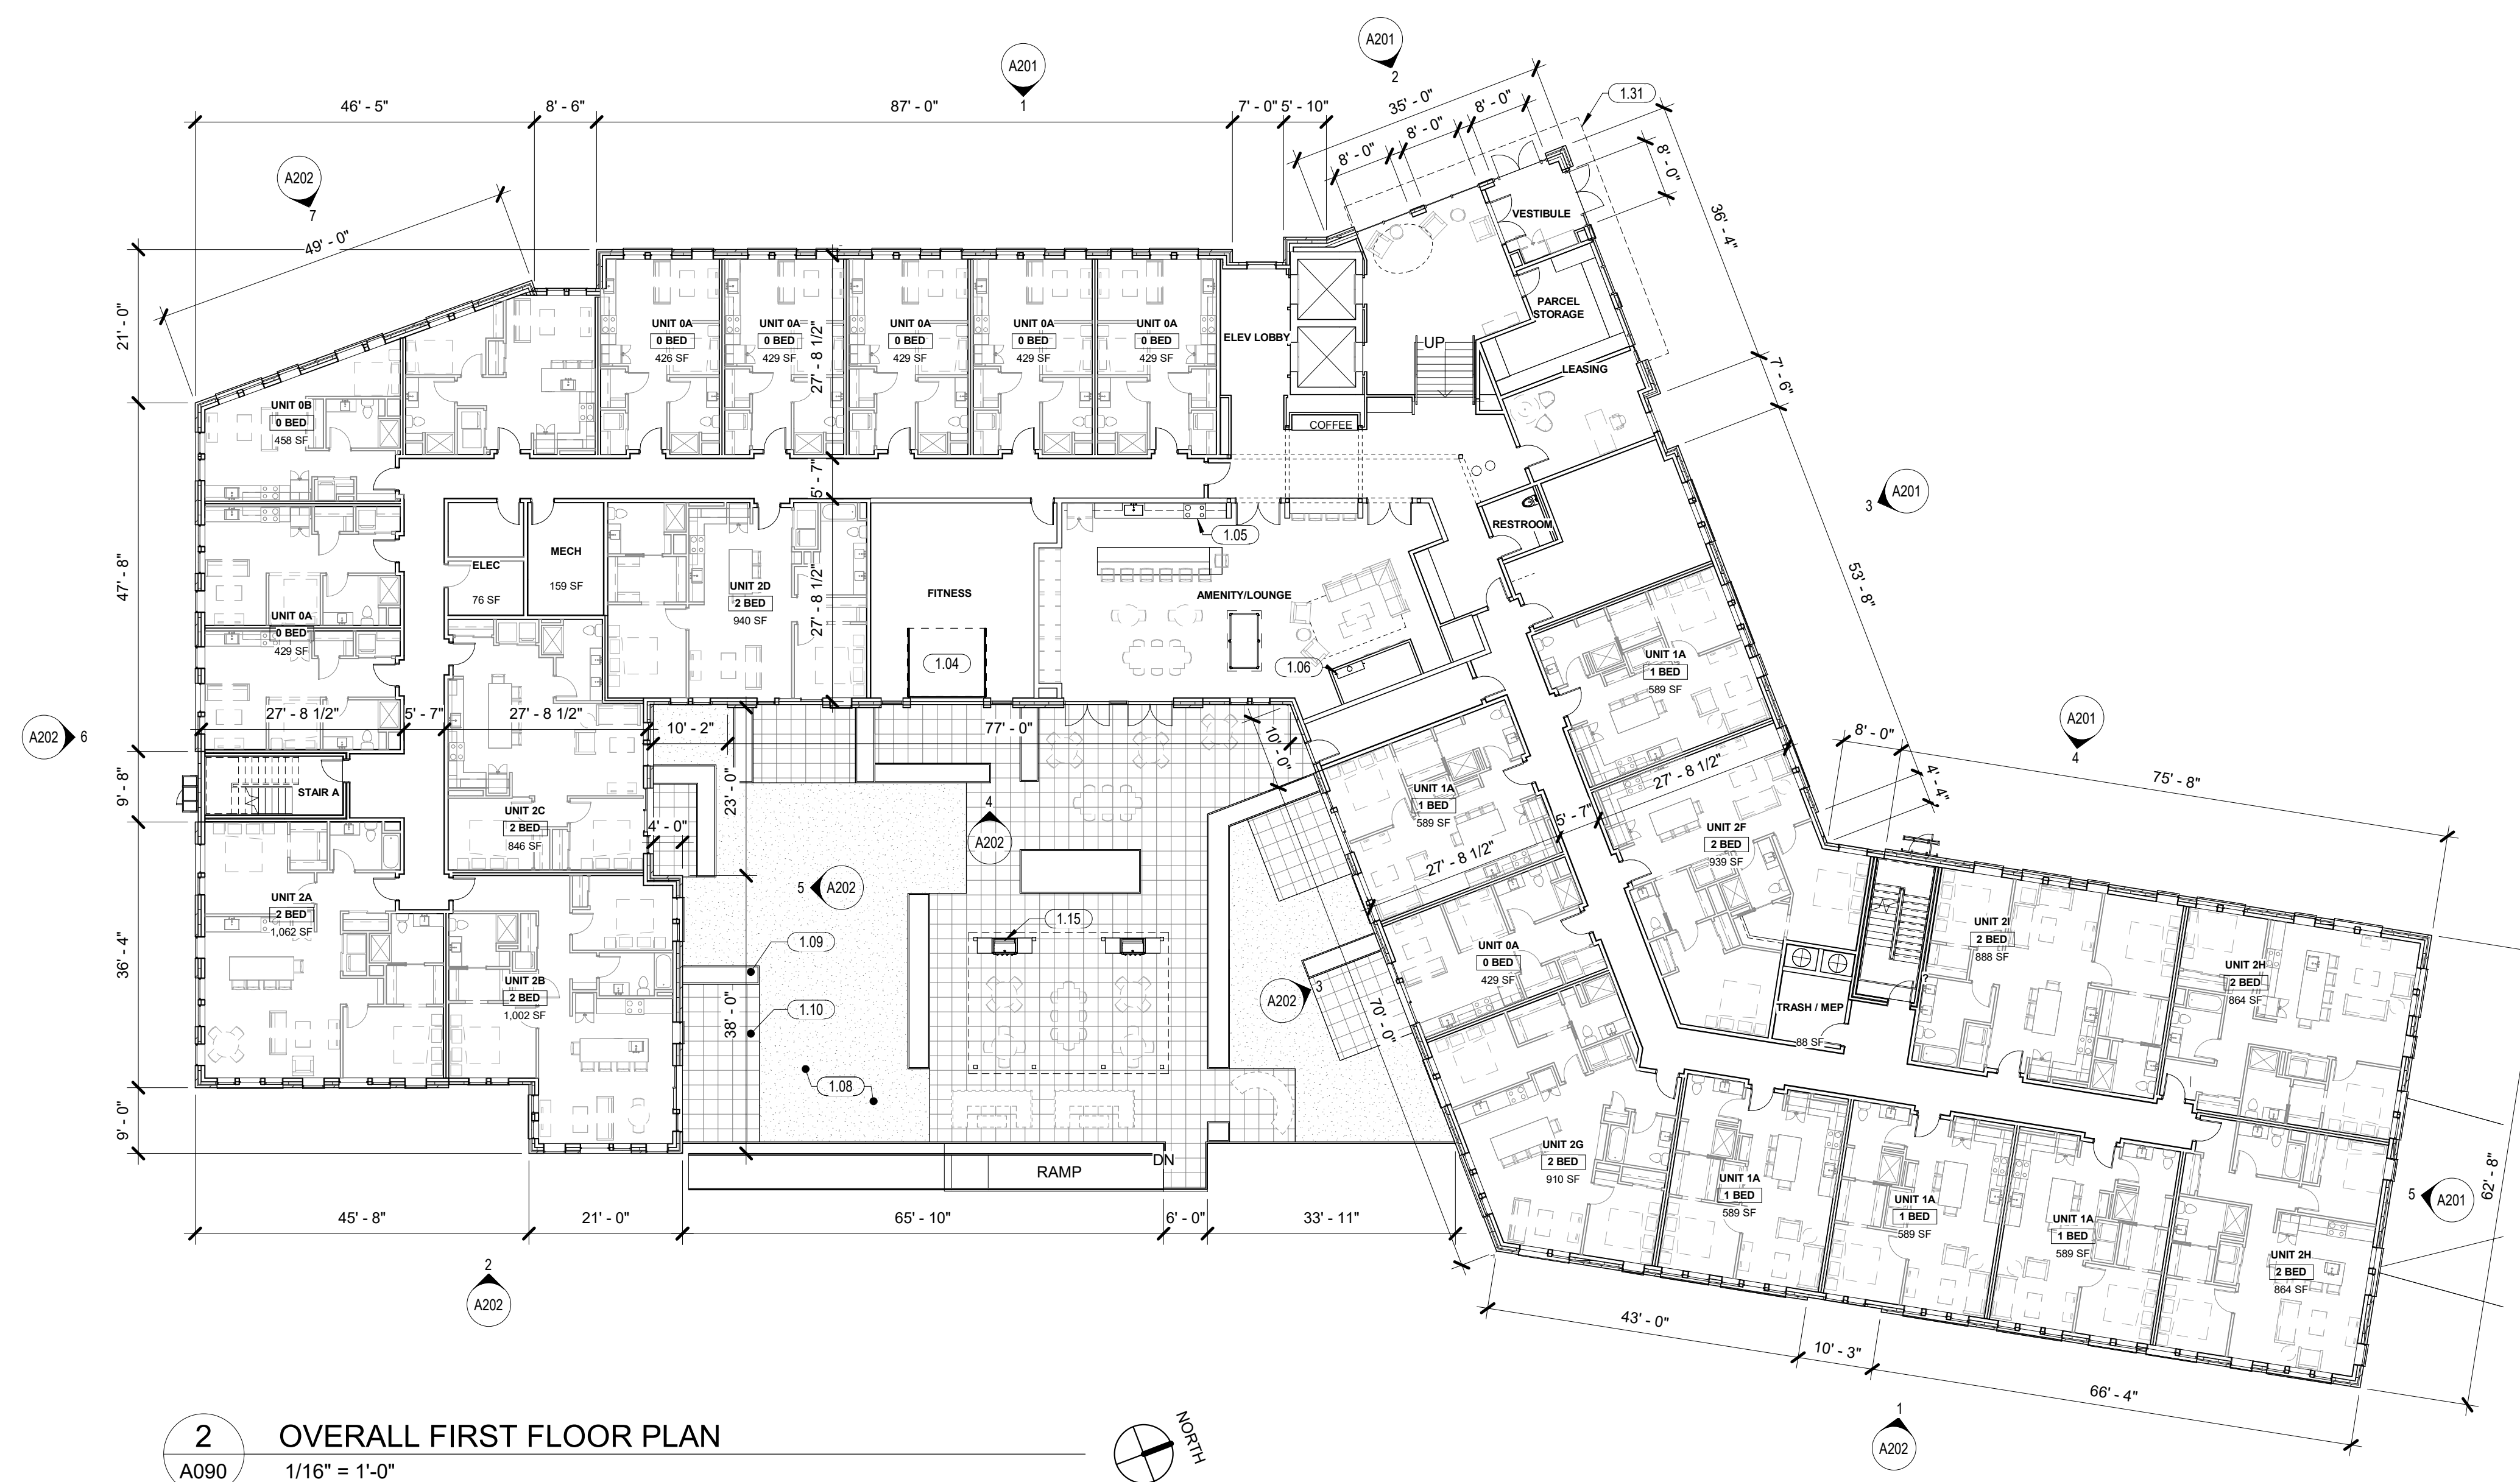 A201
1
A201
2
46' - 5"
8' - 6"
87' - 0"
7' - 0"
5' - 10"
35' - 0"
8' - 0"
8' - 0"
8' - 0"
1.31
8' - 0"
36' - 4"
A202
7
49' - 0"
21' - 0"
VESTIBULE
PARCEL
STORAGE
UNIT 0A
0 BED
426 SF
UNIT 0A
0 BED
429 SF
27' - 8 1/2"
UNIT 0A
0 BED
429 SF
UNIT 0A
0 BED
429 SF
UNIT 0A
0 BED
429 SF
ELEV LOBBY
UP
LEASING
7' - 6"
UNIT 0B
0 BED
458 SF
COFFEE
5' - 7"
A201
3
47' - 8"
MECH
159 SF
ELEC
76 SF
UNIT 2D
2 BED
940 SF
27' - 8 1/2"
FITNESS
1.04
1.05
AMENITY/LOUNGE
1.06
RESTROOM
53' - 8"
UNIT 0A
0 BED
429 SF
UNIT 1A
1 BED
589 SF
A202
6
27' - 8 1/2"
5' - 7"
27' - 8 1/2"
10' - 2"
77' - 0"
10' - 0"
27' - 8 1/2"
8' - 0"
A201
4
4' - 4"
75' - 8"
9' - 8"
STAIR A
UNIT 2C
2 BED
846 SF
4' - 0"
23' - 0"
4
A202
UNIT 1A
1 BED
589 SF
5' - 7"
27' - 8 1/2"
UNIT 2F
2 BED
939 SF
5
A202
UNIT 2A
2 BED
1,062 SF
36' - 4"
1.15
1.09
1.10
1.08
38' - 0"
UNIT 2B
2 BED
1,002 SF
A202
3
70' - 0"
UNIT 0A
0 BED
429 SF
UNIT 2I
2 BED
888 SF
?
UNIT 2H
2 BED
864 SF
TRASH / MEP
88 SF
9' - 0"
RAMP
DN
UNIT 2G
2 BED
910 SF
UNIT 1A
1 BED
589 SF
UNIT 1A
1 BED
589 SF
UNIT 1A
1 BED
589 SF
UNIT 2H
2 BED
864 SF
5
A201
62' - 8"
45' - 8"
21' - 0"
65' - 10"
6' - 0"
33' - 11"
2
A202
43' - 0"
10' - 3"
66' - 4"
1
A202
2
A090
OVERALL FIRST FLOOR PLAN
1/16" = 1'-0"
NORTH